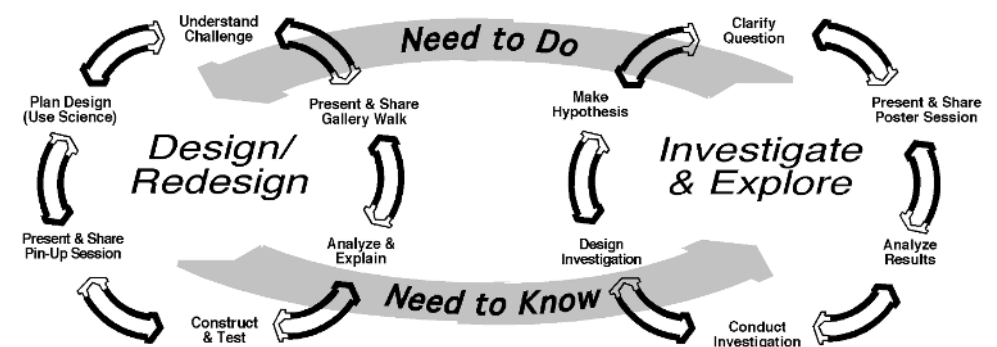 Understand
Challenge
Need to Do
Clarify
Question
Plan Design
(Use Science)
Present & Share
Gallery Walk
Make
Hypothesis
Present & Share
Poster Session
Design/
Redesign
Investigate
& Explore
Present & Share
Pin-Up Session
Analyze &
Explain
Design
Investigation
Analyze
Results
Need to Know
Construct
& Test
Conduct
Investigation